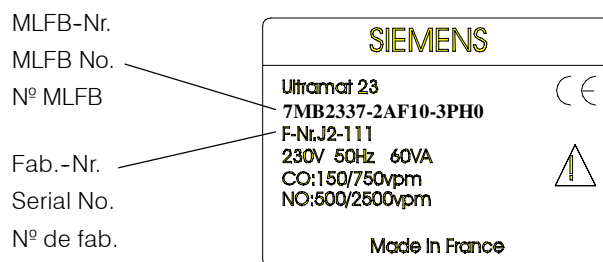 MLFB-Nr.
MLFB No.
Nº MLFB
Fab.-Nr.
Serial No.
Nº de fab.
SIEMENS
Ultramat 23
7MB2337-2AF10-3PH0
F-Nr.J2-111
230V 50Hz 60VA
CO:150/750vpm
NO:500/2500vpm
Made in France
CE